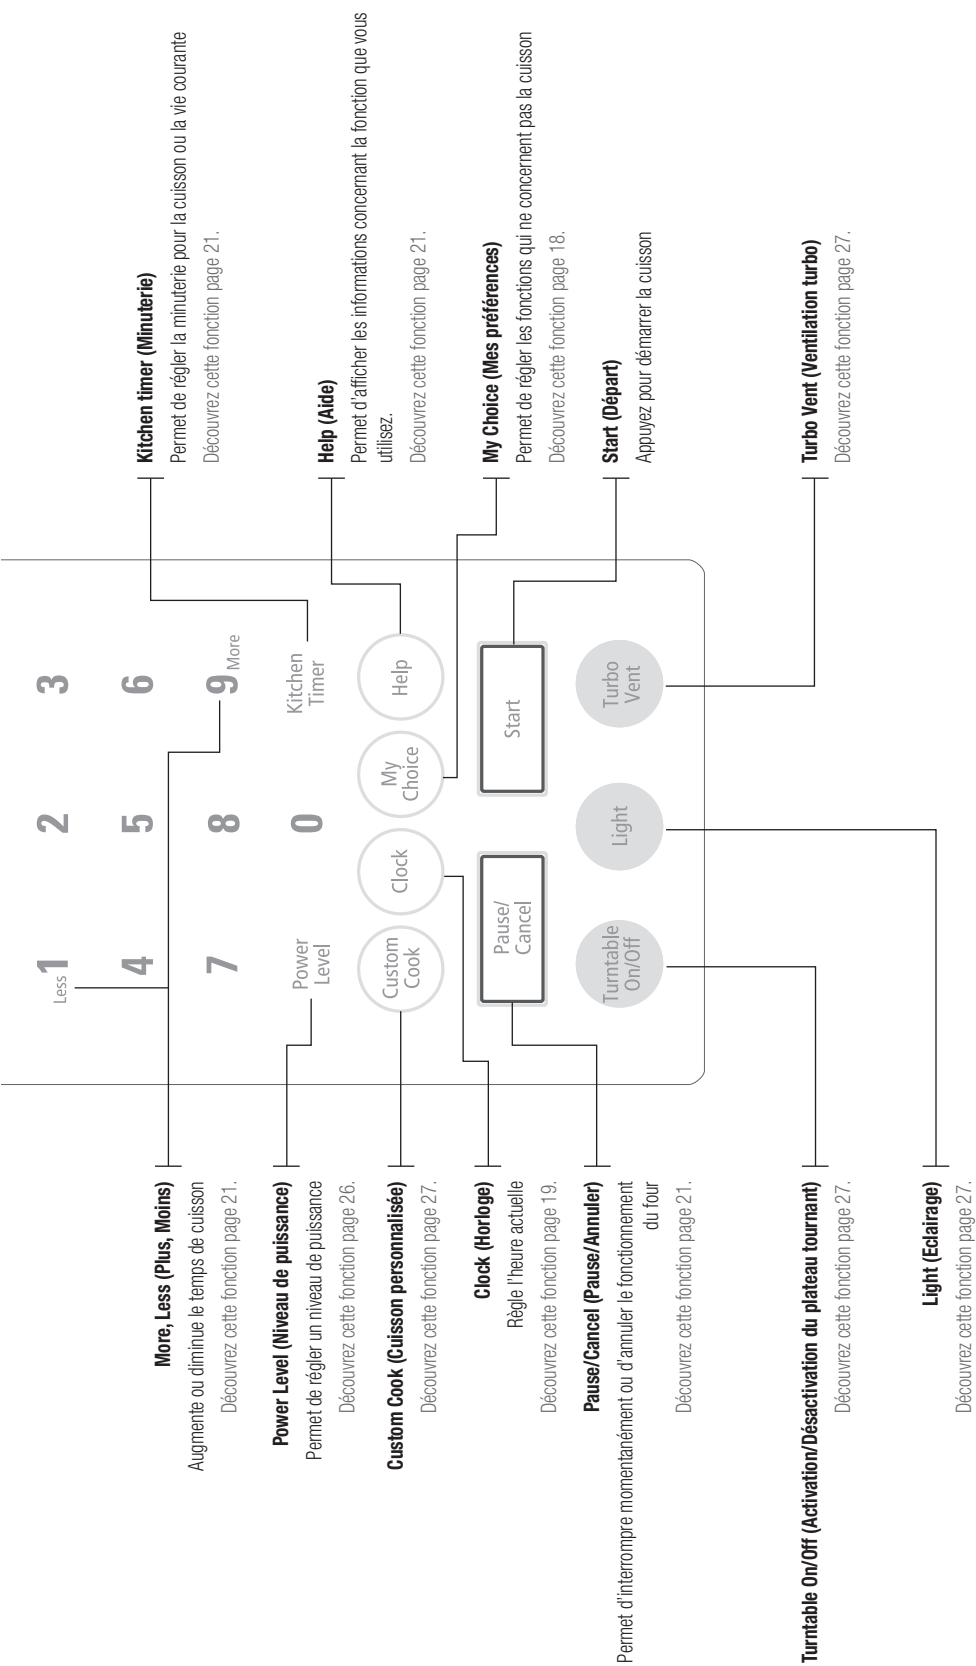 More, Less (Plus, Moins)
Augmente ou diminue le temps de cuisson
Découvrez cette fonction page 21.
Power Level (Niveau de puissance)
Permet de régler un niveau de puissance
Découvrez cette fonction page 26.
Custom Cook (Cuisson personnalisée)
Découvrez cette fonction page 27.
Clock (Horloge)
Règle l'heure actuelle
Découvrez cette fonction page 19.
Pause/Cancel (Pause/Annuler)
Permet d'interrompre momentanément ou d'annuler le fonctionnement
du four
Découvrez cette fonction page 21.
Turntable On/Off (Activation/Désactivation du plateau tournant)
Découvrez cette fonction page 27.
Light (Eclairage)
Découvrez cette fonction page 27.
Less 1 2 3
4 5 6
7 8 9 More
Power
Level
0
Kitchen
Timer
Custom
Cook
Clock
My
Choice
Help
Pause/
Cancel
Start
Turntable
On/Off
Light
Turbo
Vent
Kitchen timer (Minuterie)
Permet de régler la minuterie pour la cuisson ou la vie courante
Découvrez cette fonction page 21.
Help (Aide)
Permet d'afficher les informations concernant la fonction que vous
utilisez.
Découvrez cette fonction page 21.
My Choice (Mes préférences)
Permet de régler les fonctions qui ne concernent pas la cuisson
Découvrez cette fonction page 18.
Start (Départ)
Appuyez pour démarrer la cuisson
Turbo Vent (Ventilation turbo)
Découvrez cette fonction page 27.